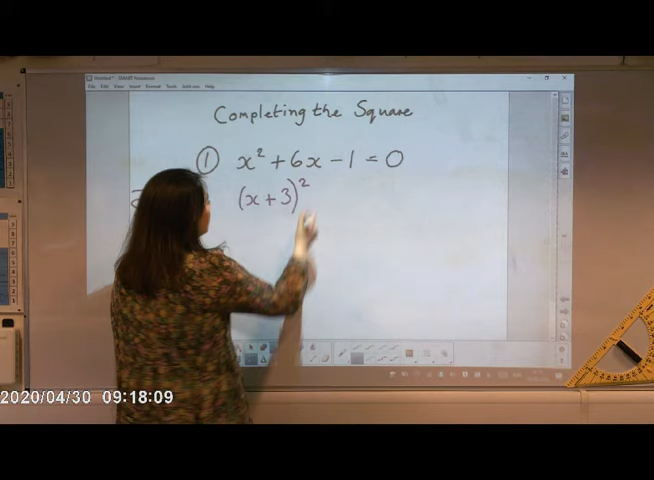 Completing the Square
① x² + 6x - 1 = 0
(x + 3)²
2020/04/30 09:18:09